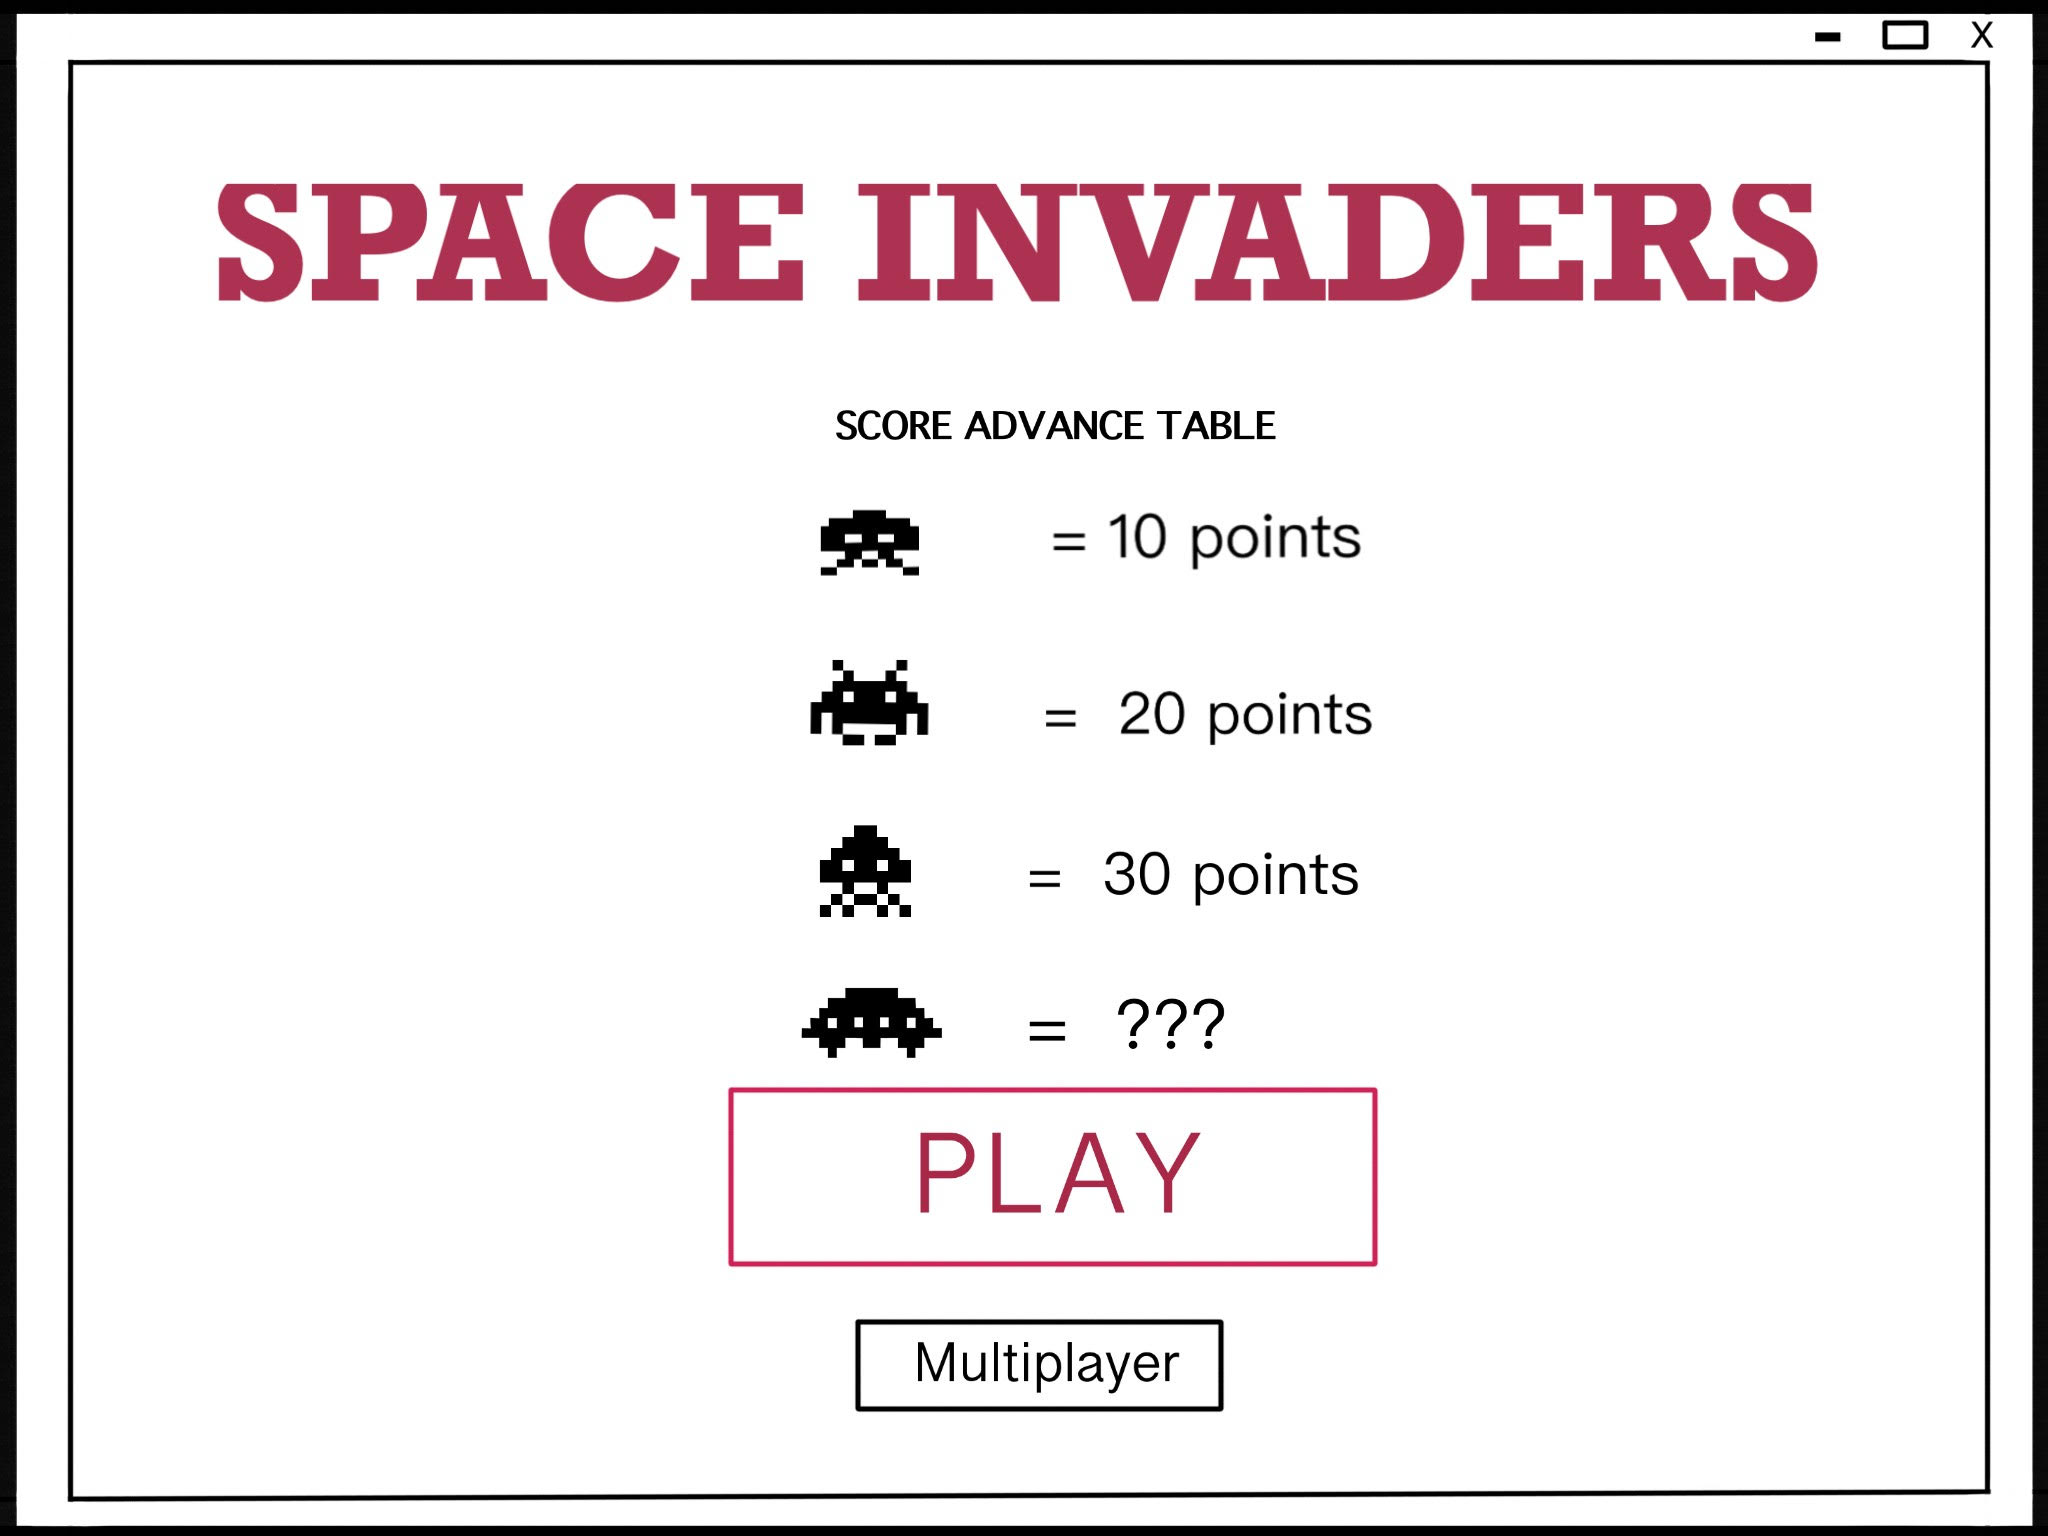 X
SPACE INVADERS
SCORE ADVANCE TABLE
= 10 points
= 20 points
= 30 points
= ???
PLAY
Multiplayer